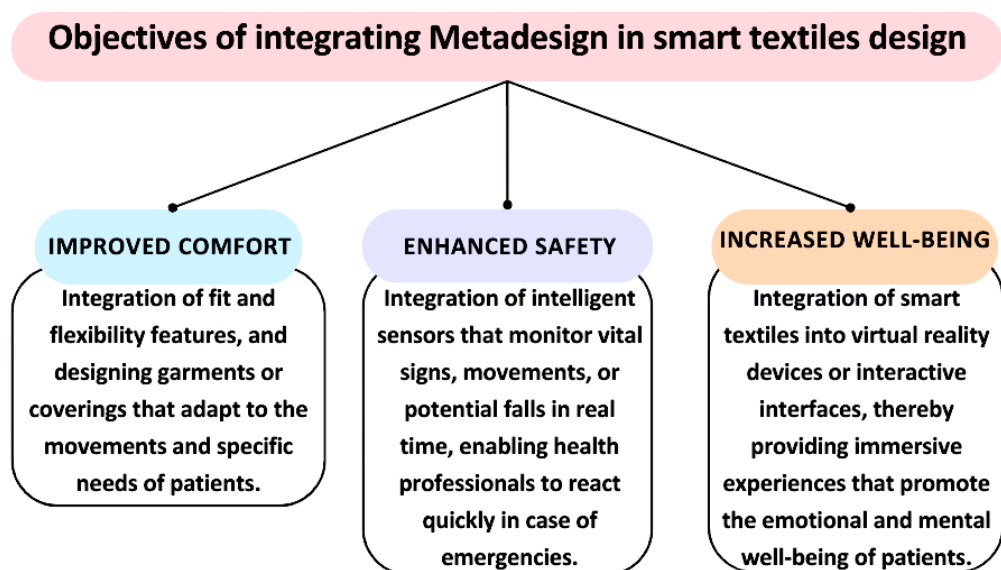 Objectives of integrating Metadesign in smart textiles design
IMPROVED COMFORT
Integration of fit and
flexibility features, and
designing garments or
coverings that adapt to the
movements and specific
needs of patients.
ENHANCED SAFETY
Integration of intelligent
sensors that monitor vital
signs, movements, or
potential falls in real
time, enabling health
professionals to react
quickly in case of
emergencies.
INCREASED WELL-BEING
Integration of smart
textiles into virtual reality
devices or interactive
interfaces, thereby
providing immersive
experiences that promote
the emotional and mental
well-being of patients.